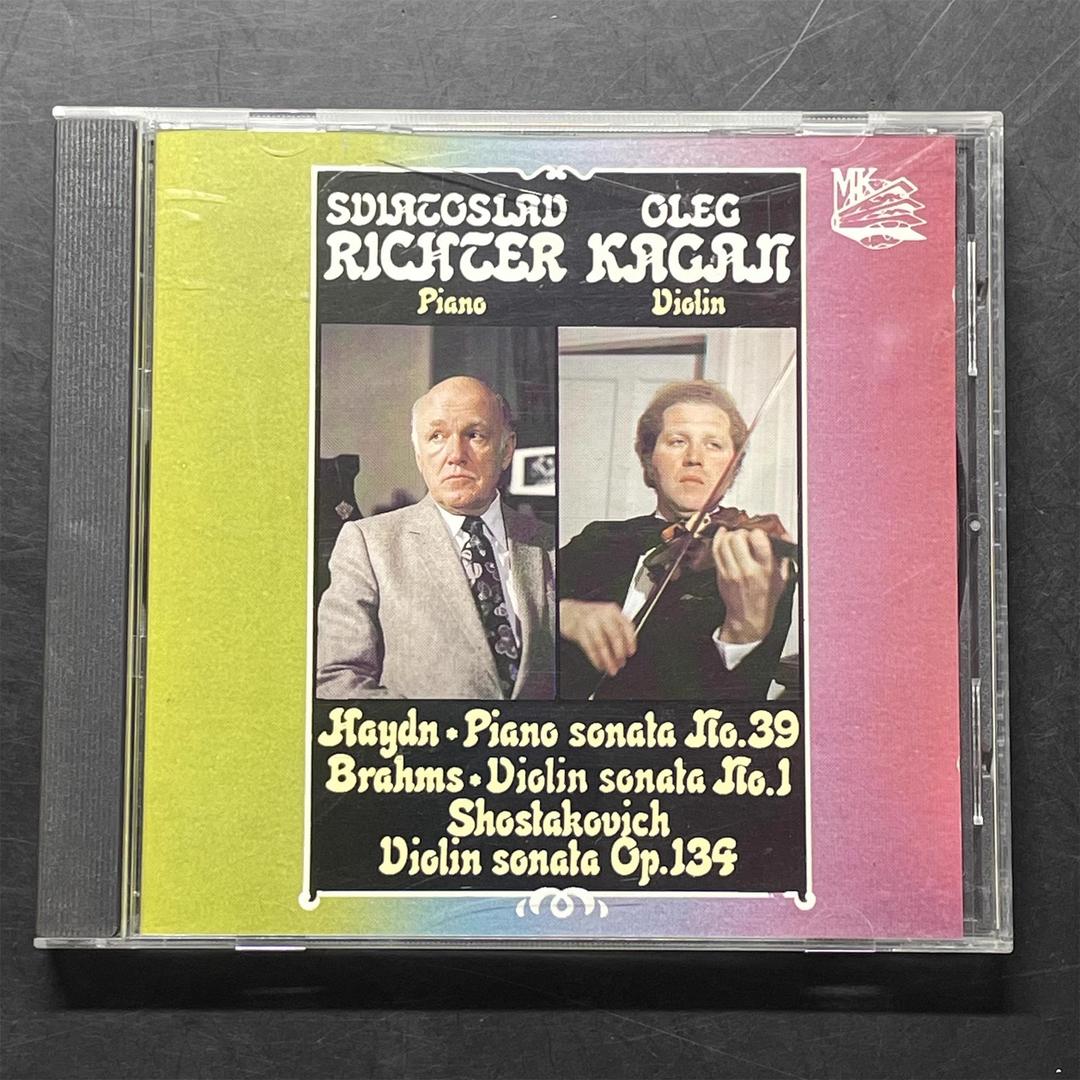 SVIATOSLAV
RICHTER
Piano
OLEG
KAGAN
Violin
MK
Haydn * Piano sonata No.39
Brahms * Violin sonata No.1
Shostakovich
Violin sonata Op.134